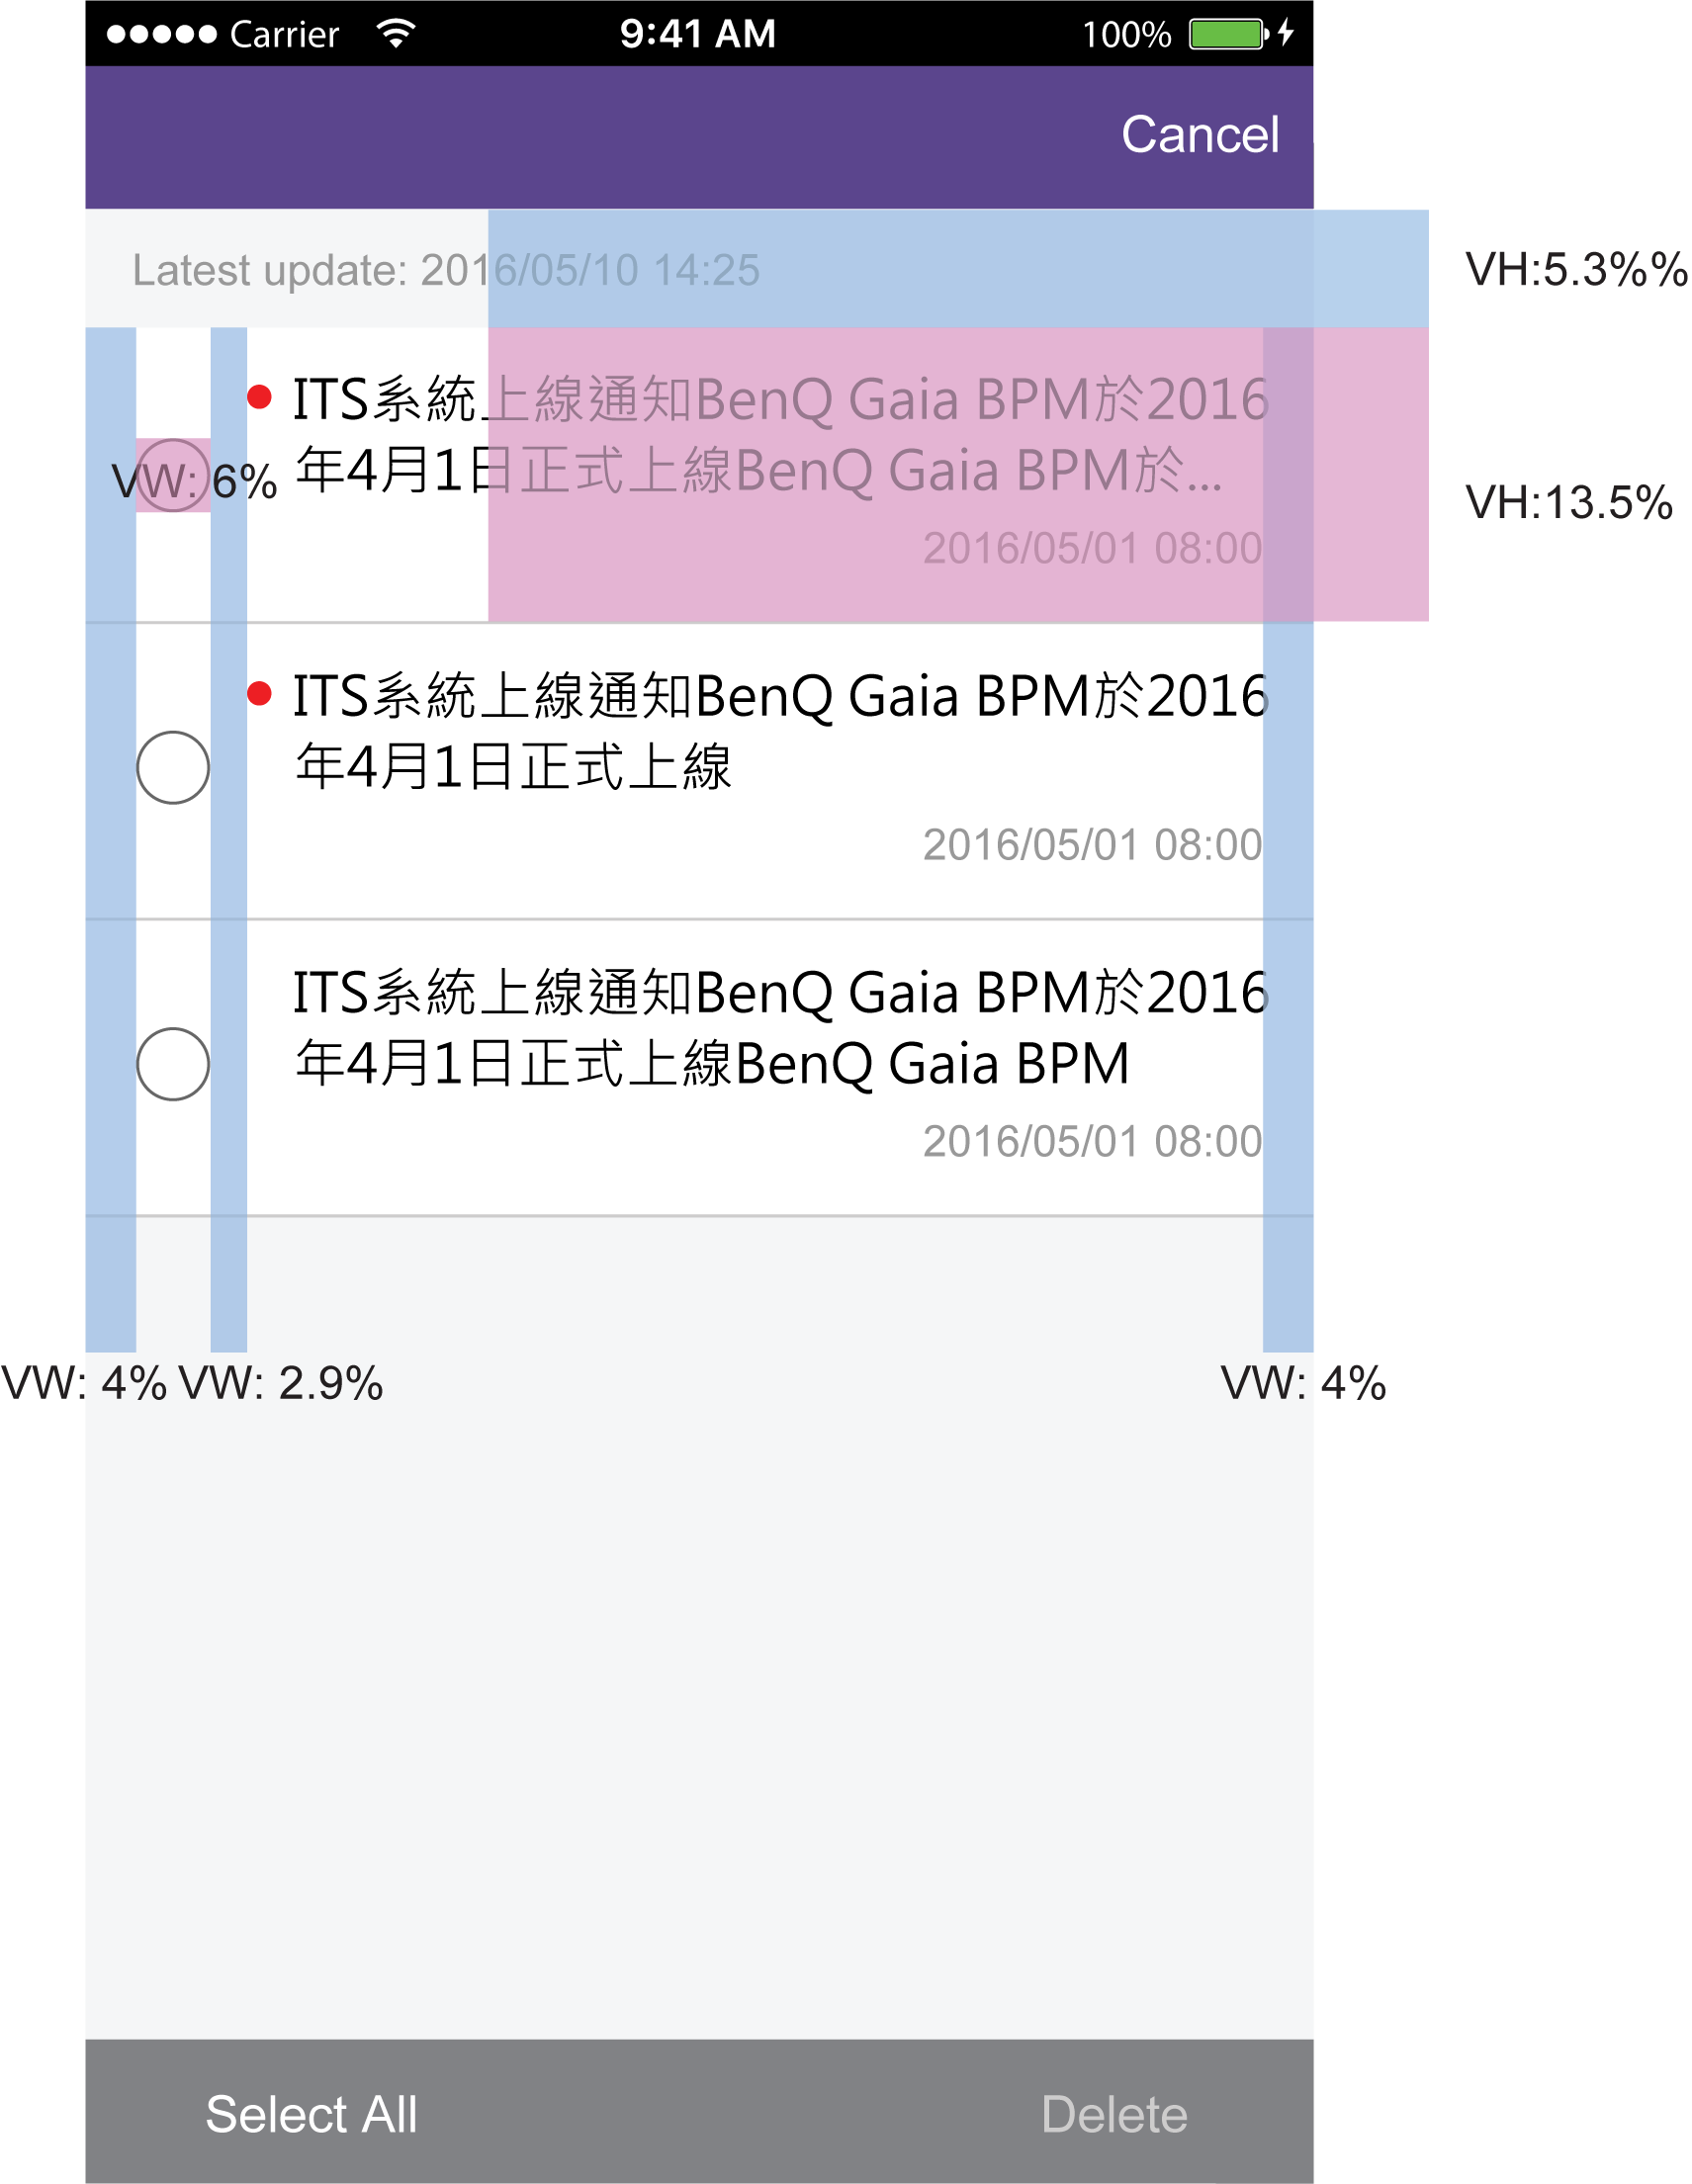 Carrier 9:41 AM 100%
Cancel
Latest update: 2016/05/10 14:25
VH:5.3%%
ITS系統上線通知BenQ Gaia BPM於2016
年4月1日正式上線BenQ Gaia BPM於...
VW: 6%
VH:13.5%
2016/05/01 08:00
ITS系統上線通知BenQ Gaia BPM於2016
年4月1日正式上線
2016/05/01 08:00
ITS系統上線通知BenQ Gaia BPM於2016
年4月1日正式上線BenQ Gaia BPM
2016/05/01 08:00
VW: 4% VW: 2.9% VW: 4%
Select All Delete